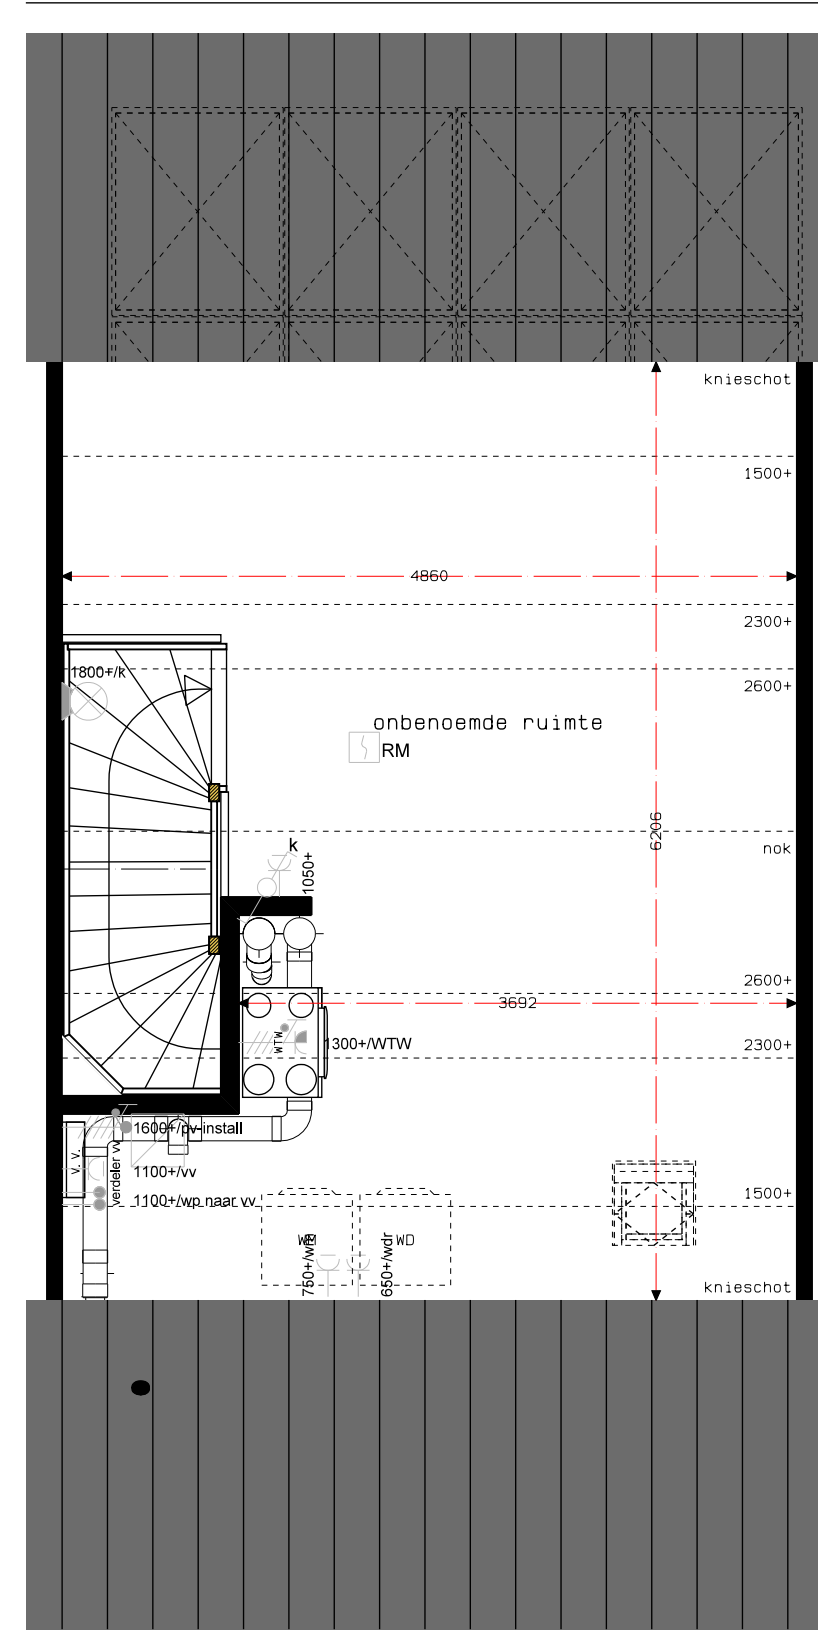 knieschot
1500+
4860
2300+
1800+/k
2600+
onbenoemde ruimte
RM
6206
nok
k
1050+
2600+
3692
WTW
1300+/WTW
2300+
1600+/pv-install
v.v.
verdeler vv
1100+/vv
1100+/wp naar vv
1500+
WM
WD
750+/wm
650+/wdr
knieschot